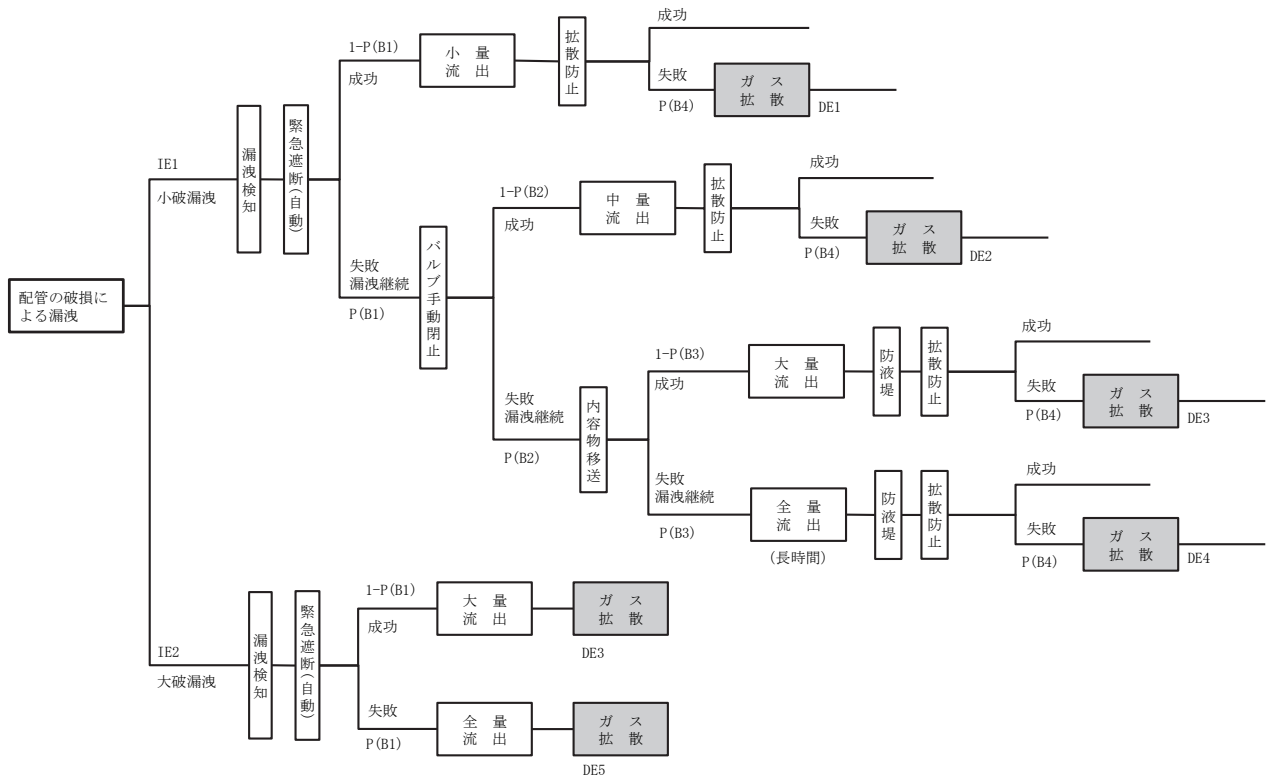 配管の破損に
よる漏洩
IE1
小破漏洩
漏洩検知
緊急遮断(自動)
1-P(B1)
成功
小 量
流 出
拡散防止
成功
失敗
P(B4)
ガ ス
拡 散
DE1
失敗
漏洩継続
P(B1)
バルブ手動閉止
1-P(B2)
成功
中 量
流 出
拡散防止
成功
失敗
P(B4)
ガ ス
拡 散
DE2
失敗
漏洩継続
P(B2)
内容物移送
1-P(B3)
成功
大 量
流 出
防液堤
拡散防止
成功
失敗
P(B4)
ガ ス
拡 散
DE3
失敗
漏洩継続
P(B3)
全 量
流 出
(長時間)
防液堤
拡散防止
成功
失敗
P(B4)
ガ ス
拡 散
DE4
IE2
大破漏洩
漏洩検知
緊急遮断(自動)
1-P(B1)
成功
大 量
流 出
ガ ス
拡 散
DE3
失敗
P(B1)
全 量
流 出
ガ ス
拡 散
DE5